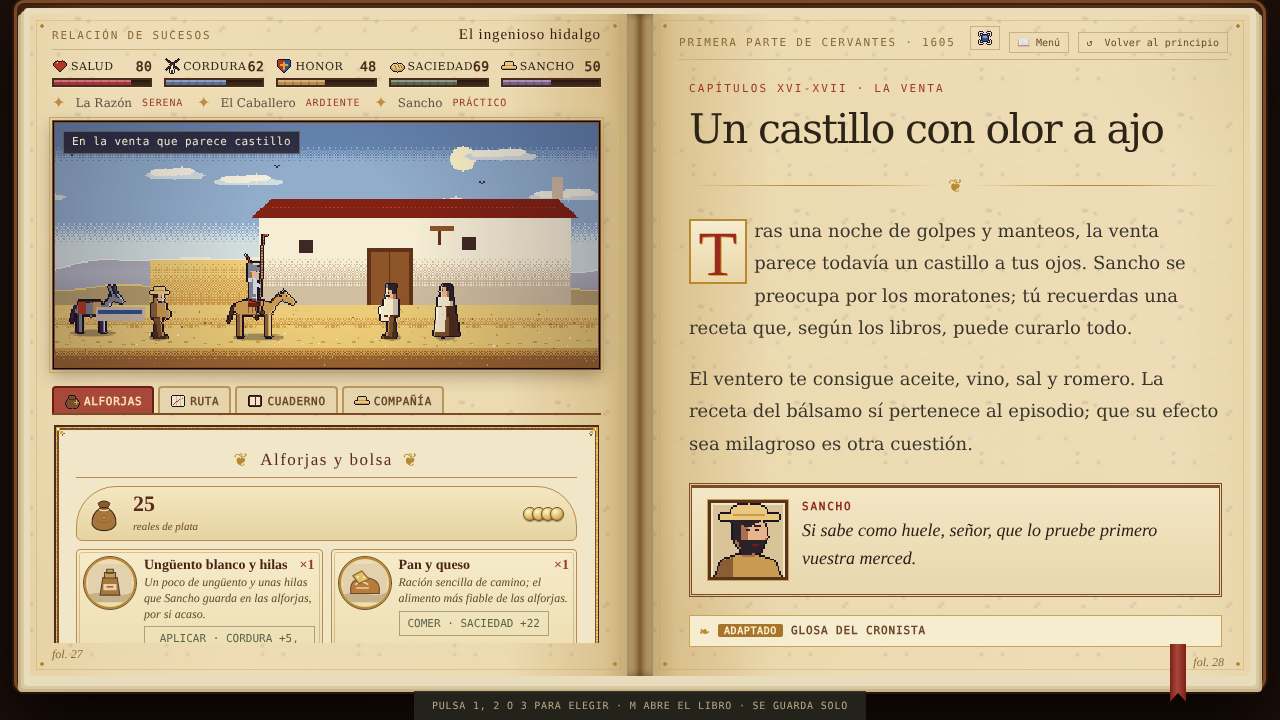 RELACIÓN DE SUCESOS
El ingenioso hidalgo
SALUD 80
CORDURA 62
HONOR 48
SACIEDAD 69
SANCHO 50
La Razón SERENA
El Caballero ARDIENTE
Sancho PRÁCTICO
En la venta que parece castillo
ALFORJAS
RUTA
CUADERNO
COMPAÑÍA
Alforjas y bolsa
25
reales de plata
Ungüento blanco y hilas ×1
Un poco de ungüento y unas hilas
que Sancho guarda en las alforjas,
por si acaso.
APLICAR · CORDURA +5,
Pan y queso ×1
Ración sencilla de camino; el
alimento más fiable de las alforjas.
COMER · SACIEDAD +22
fol. 27
PRIMERA PARTE DE CERVANTES · 1605
Menú
↺ Volver al principio
CAPÍTULOS XVI-XVII · LA VENTA
Un castillo con olor a ajo
Tras una noche de golpes y manteos, la venta
parece todavía un castillo a tus ojos. Sancho se
preocupa por los moratones; tú recuerdas una
receta que, según los libros, puede curarlo todo.
El ventero te consigue aceite, vino, sal y romero. La
receta del bálsamo sí pertenece al episodio; que su efecto
sea milagroso es otra cuestión.
SANCHO
Si sabe como huele, señor, que lo pruebe primero
vuestra merced.
ADAPTADO GLOSA DEL CRONISTA
fol. 28
PULSA 1, 2 O 3 PARA ELEGIR · M ABRE EL LIBRO · SE GUARDA SOLO